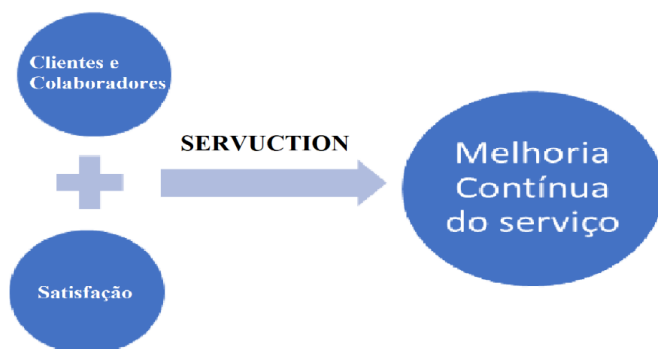 Clientes e
Colaboradores
SERVUCTION
Satisfação
Melhoria
Contínua
do serviço